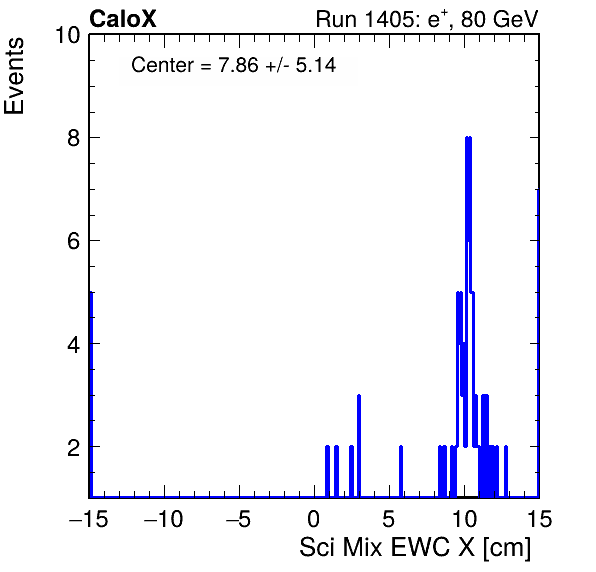 CaloX Run 1405: e⁺, 80 GeV
Events
Center = 7.86 +/- 5.14
10
8
6
4
2
−15 −10 −5 0 5 10 15
Sci Mix EWC X [cm]